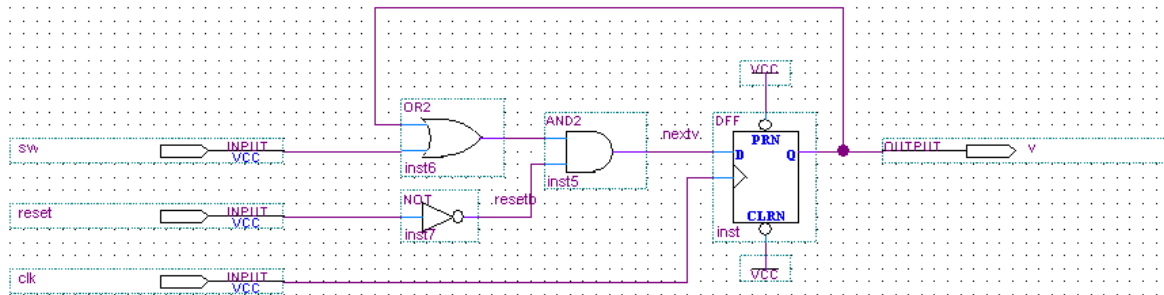 VCC
OR2
AND2
.nextv.
DFF
PRN
sw
INPUT
VCC
OUTPUT
v
D
Q
inst6
inst5
NOT
.resetb
reset
INPUT
VCC
CLRN
inst7
inst
clk
INPUT
VCC
VCC